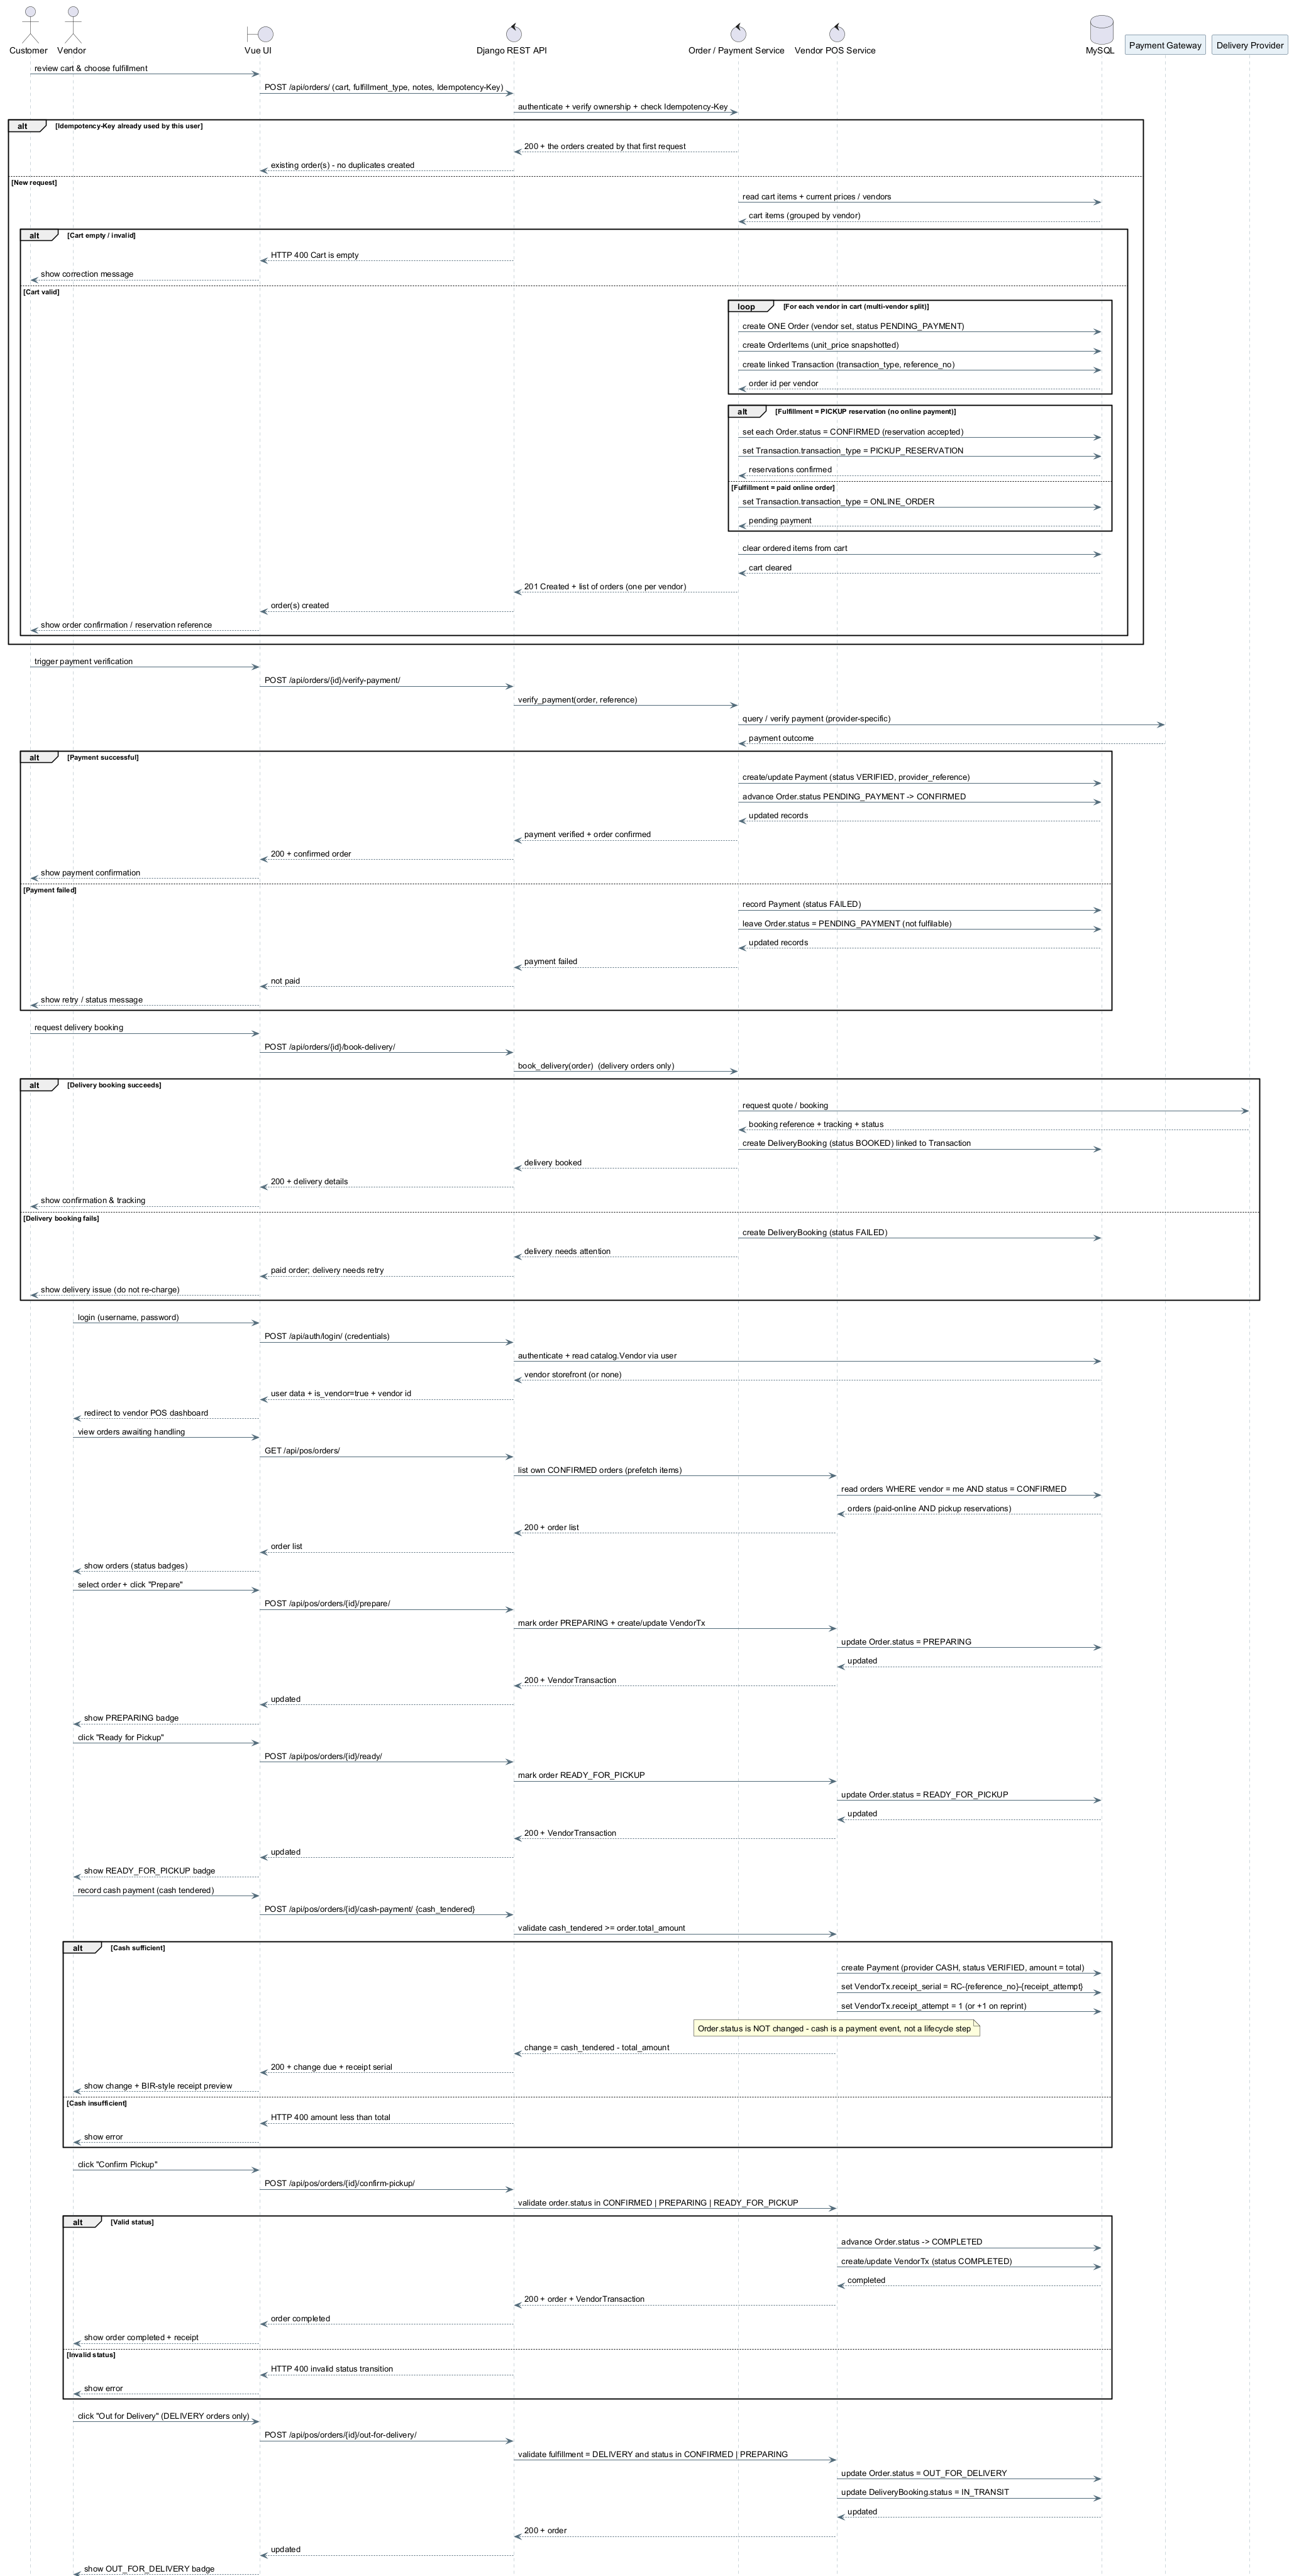 Customer
Vendor
Vue UI
Django REST API
Order / Payment Service
Vendor POS Service
MySQL
Payment Gateway
Delivery Provider
review cart & choose fulfillment
POST /api/orders/ (cart, fulfillment_type, notes, Idempotency-Key)
authenticate + verify ownership + check Idempotency-Key
alt [Idempotency-Key already used by this user]
200 + the orders created by that first request
existing order(s) - no duplicates created
[New request]
read cart items + current prices / vendors
cart items (grouped by vendor)
alt [Cart empty / invalid]
HTTP 400 Cart is empty
show correction message
[Cart valid]
loop [For each vendor in cart (multi-vendor split)]
create ONE Order (vendor set, status PENDING_PAYMENT)
create OrderItems (unit_price snapshotted)
create linked Transaction (transaction_type, reference_no)
order id per vendor
alt [Fulfillment = PICKUP reservation (no online payment)]
set each Order.status = CONFIRMED (reservation accepted)
set Transaction.transaction_type = PICKUP_RESERVATION
reservations confirmed
[Fulfillment = paid online order]
set Transaction.transaction_type = ONLINE_ORDER
pending payment
clear ordered items from cart
cart cleared
201 Created + list of orders (one per vendor)
order(s) created
show order confirmation / reservation reference
trigger payment verification
POST /api/orders/{id}/verify-payment/
verify_payment(order, reference)
query / verify payment (provider-specific)
payment outcome
alt [Payment successful]
create/update Payment (status VERIFIED, provider_reference)
advance Order.status PENDING_PAYMENT -> CONFIRMED
updated records
payment verified + order confirmed
200 + confirmed order
show payment confirmation
[Payment failed]
record Payment (status FAILED)
leave Order.status = PENDING_PAYMENT (not fulfilable)
updated records
payment failed
not paid
show retry / status message
request delivery booking
POST /api/orders/{id}/book-delivery/
book_delivery(order) (delivery orders only)
alt [Delivery booking succeeds]
request quote / booking
booking reference + tracking + status
create DeliveryBooking (status BOOKED) linked to Transaction
delivery booked
200 + delivery details
show confirmation & tracking
[Delivery booking fails]
create DeliveryBooking (status FAILED)
delivery needs attention
paid order; delivery needs retry
show delivery issue (do not re-charge)
login (username, password)
POST /api/auth/login/ (credentials)
authenticate + read catalog.Vendor via user
vendor storefront (or none)
user data + is_vendor=true + vendor id
redirect to vendor POS dashboard
view orders awaiting handling
GET /api/pos/orders/
list own CONFIRMED orders (prefetch items)
read orders WHERE vendor = me AND status = CONFIRMED
orders (paid-online AND pickup reservations)
200 + order list
order list
show orders (status badges)
select order + click "Prepare"
POST /api/pos/orders/{id}/prepare/
mark order PREPARING + create/update VendorTx
update Order.status = PREPARING
updated
200 + VendorTransaction
updated
show PREPARING badge
click "Ready for Pickup"
POST /api/pos/orders/{id}/ready/
mark order READY_FOR_PICKUP
update Order.status = READY_FOR_PICKUP
updated
200 + VendorTransaction
updated
show READY_FOR_PICKUP badge
record cash payment (cash tendered)
POST /api/pos/orders/{id}/cash-payment/ {cash_tendered}
validate cash_tendered >= order.total_amount
alt [Cash sufficient]
create Payment (provider CASH, status VERIFIED, amount = total)
set VendorTx.receipt_serial = RC-{reference_no}-{receipt_attempt}
set VendorTx.receipt_attempt = 1 (or +1 on reprint)
Order.status is NOT changed - cash is a payment event, not a lifecycle step
change = cash_tendered - total_amount
200 + change due + receipt serial
show change + BIR-style receipt preview
[Cash insufficient]
HTTP 400 amount less than total
show error
click "Confirm Pickup"
POST /api/pos/orders/{id}/confirm-pickup/
validate order.status in CONFIRMED | PREPARING | READY_FOR_PICKUP
alt [Valid status]
advance Order.status -> COMPLETED
create/update VendorTx (status COMPLETED)
completed
200 + order + VendorTransaction
order completed
show order completed + receipt
[Invalid status]
HTTP 400 invalid status transition
show error
click "Out for Delivery" (DELIVERY orders only)
POST /api/pos/orders/{id}/out-for-delivery/
validate fulfillment = DELIVERY and status in CONFIRMED | PREPARING
update Order.status = OUT_FOR_DELIVERY
update DeliveryBooking.status = IN_TRANSIT
updated
200 + order
updated
show OUT_FOR_DELIVERY badge